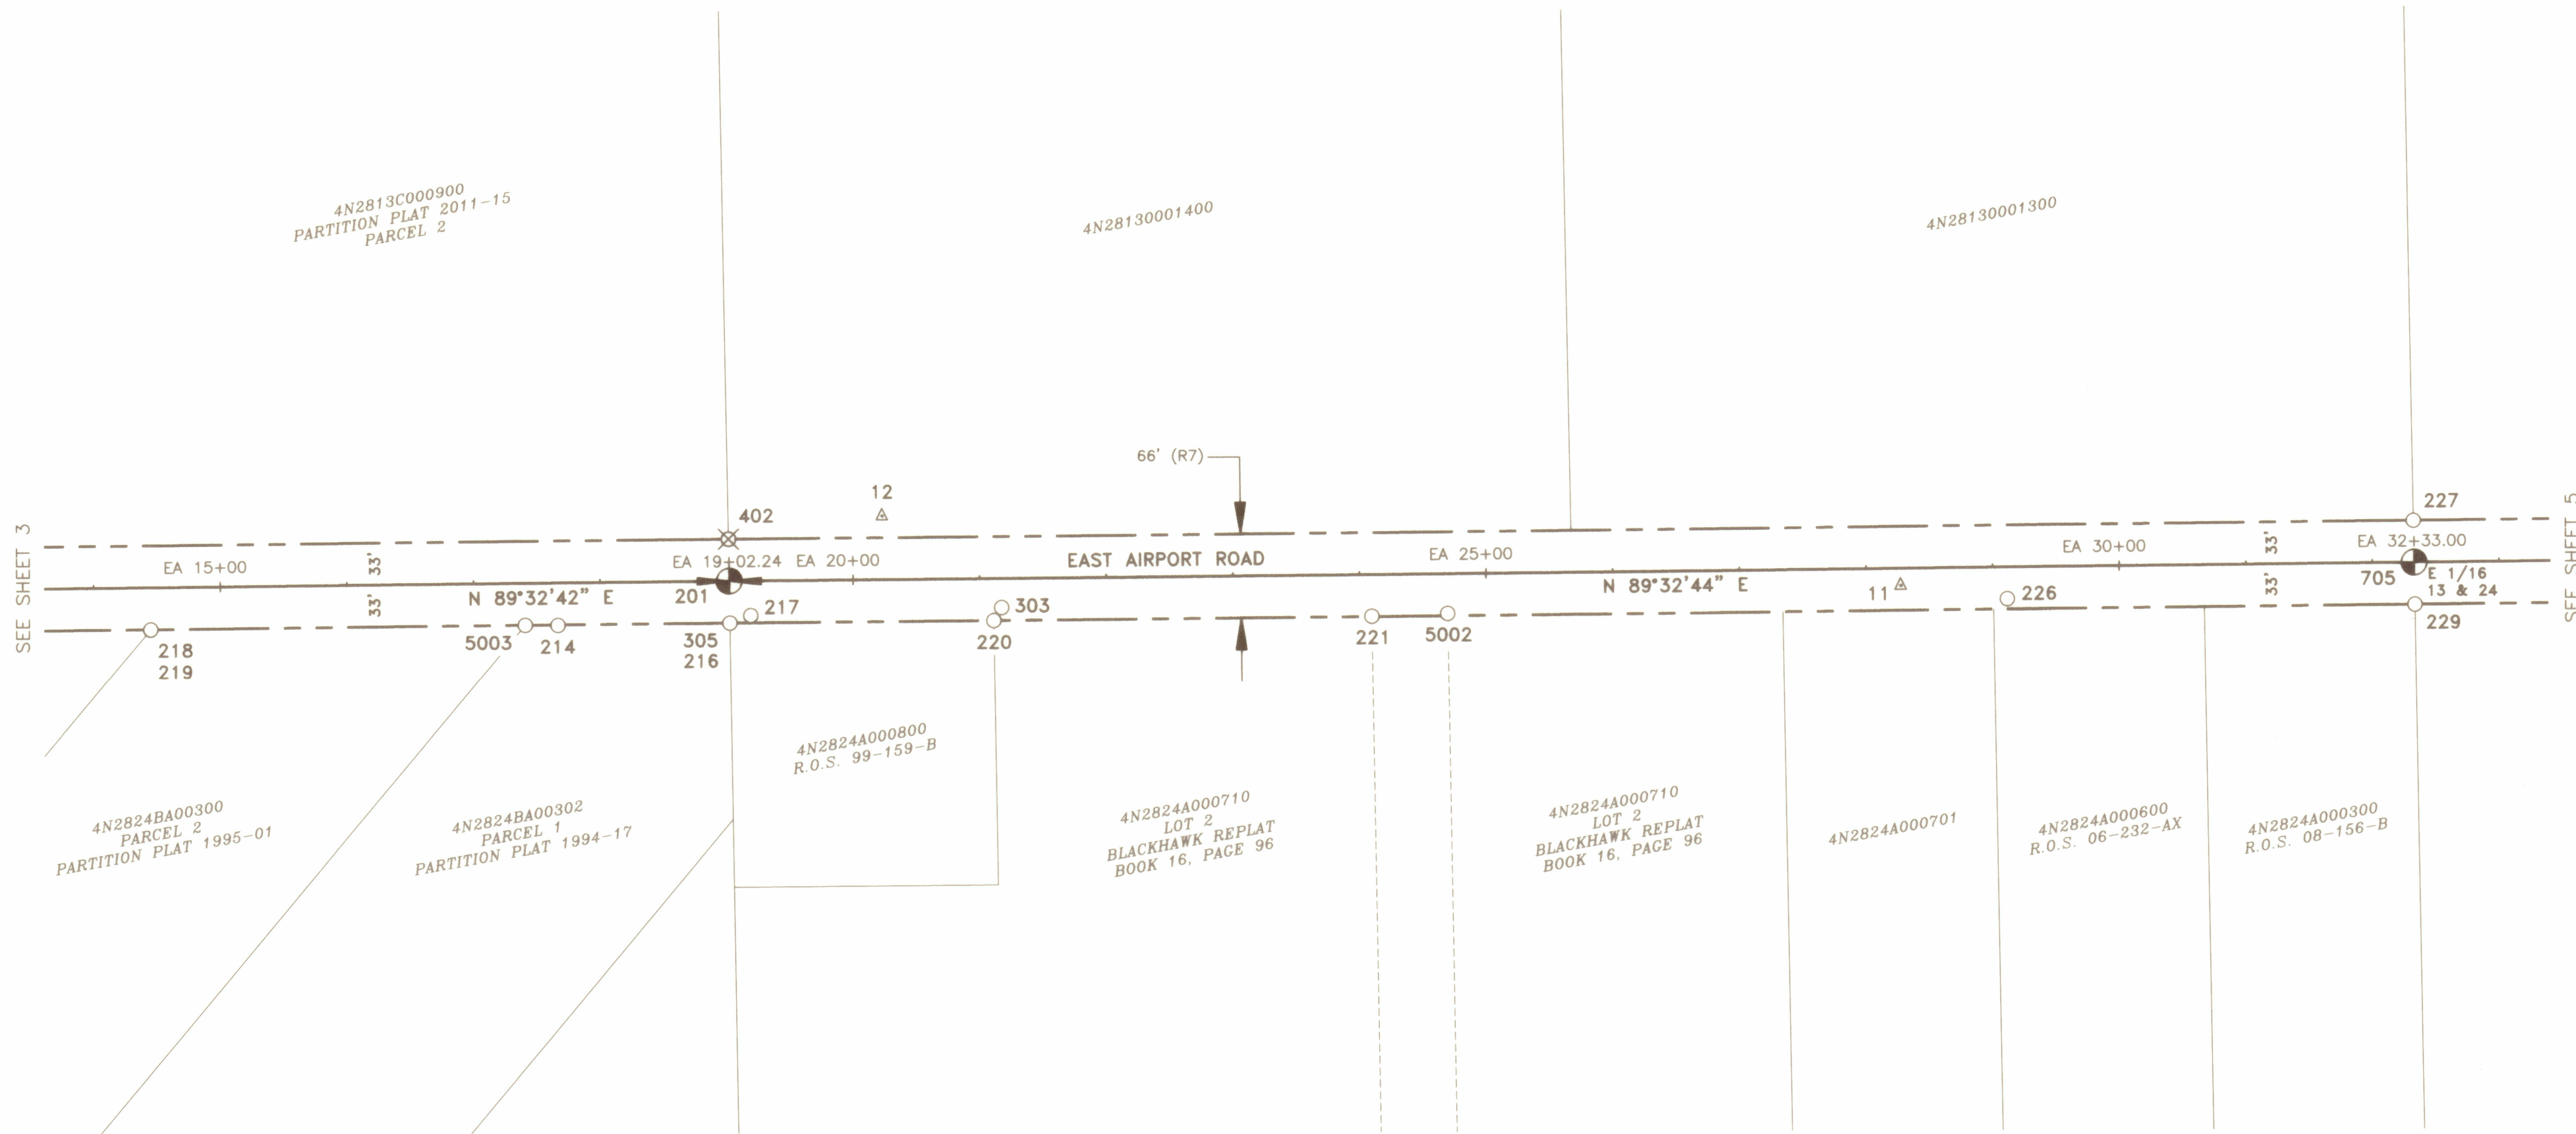 4N2813C000900
PARTITION PLAT 2011-15
PARCEL 2
4N28130001400
4N28130001300
66' (R7)
12
402
227
SEE SHEET 3
SEE SHEET 5
EA 15+00
33'
EA 19+02.24
EA 20+00
EAST AIRPORT ROAD
EA 25+00
EA 30+00
33'
EA 32+33.00
33'
N 89°32'42" E
201
217
303
N 89°32'44" E
11
226
33'
705
E 1/16
13 & 24
218
219
5003
214
305
216
220
221
5002
229
4N2824A000800
R.O.S. 99-159-B
4N2824BA00300
PARCEL 2
PARTITION PLAT 1995-01
4N2824BA00302
PARCEL 1
PARTITION PLAT 1994-17
4N2824A000710
LOT 2
BLACKHAWK REPLAT
BOOK 16, PAGE 96
4N2824A000710
LOT 2
BLACKHAWK REPLAT
BOOK 16, PAGE 96
4N2824A000701
4N2824A000600
R.O.S. 06-232-AX
4N2824A000300
R.O.S. 08-156-B